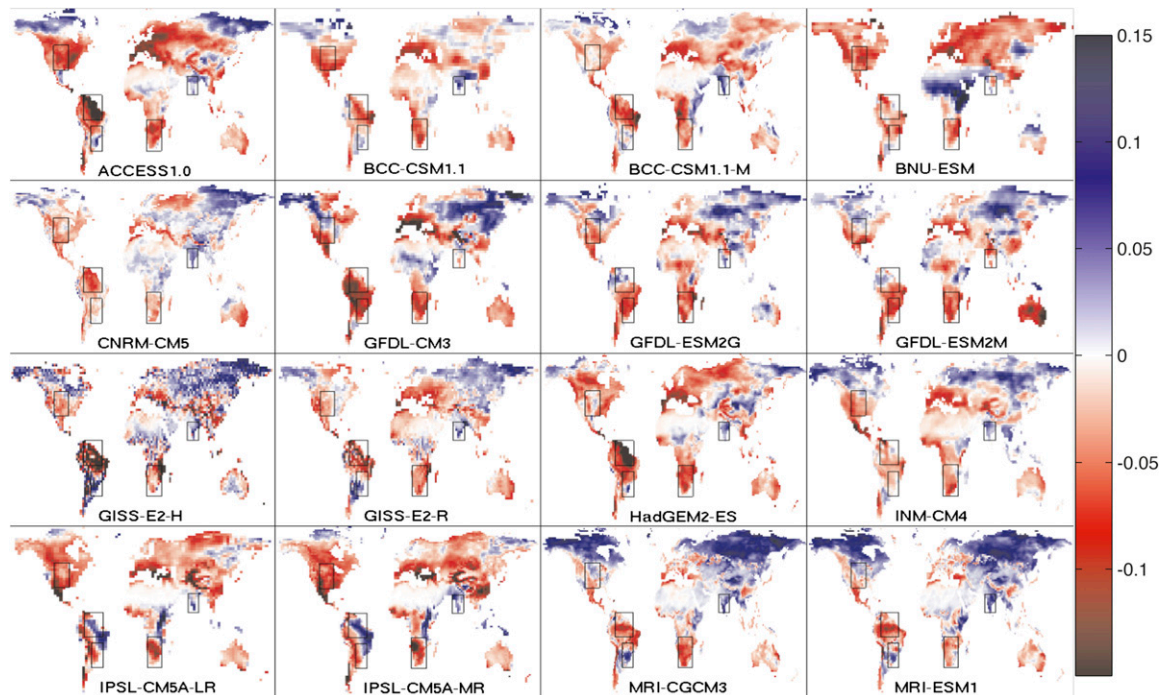 ACCESS1.0
BCC-CSM1.1
BCC-CSM1.1-M
BNU-ESM
CNRM-CM5
GFDL-CM3
GFDL-ESM2G
GFDL-ESM2M
GISS-E2-H
GISS-E2-R
HadGEM2-ES
INM-CM4
IPSL-CM5A-LR
IPSL-CM5A-MR
MRI-CGCM3
MRI-ESM1
0.15
0.1
0.05
0
-0.05
-0.1